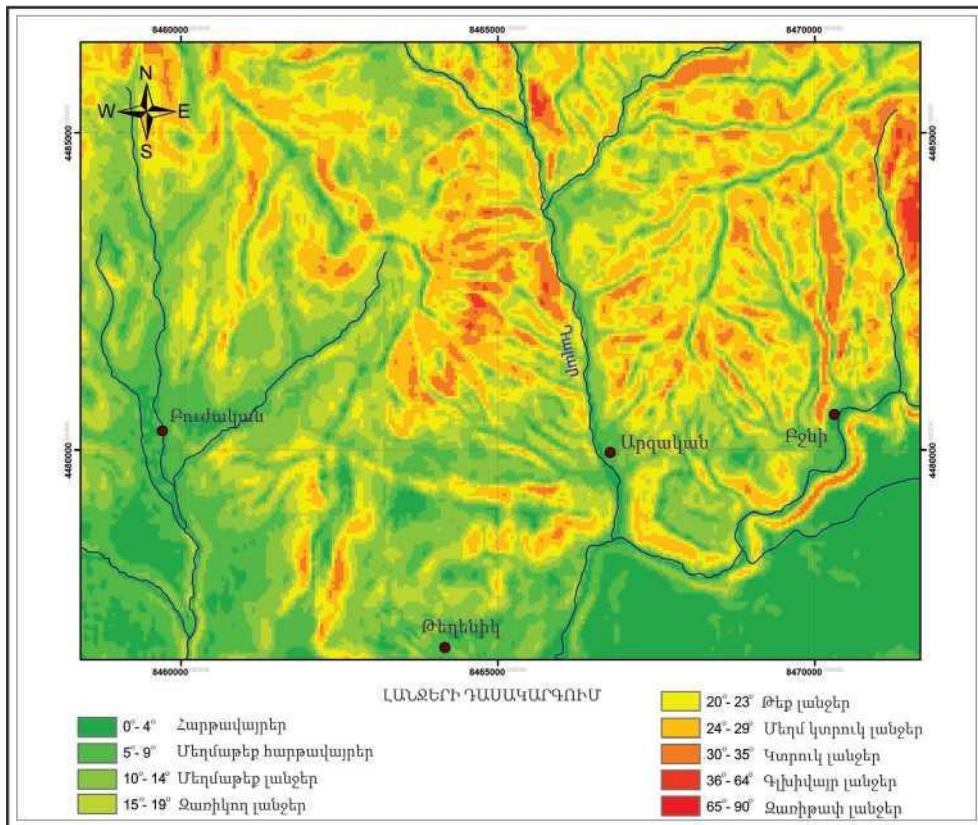 8460000 8465000 8470000
N
W E
S
4485000 4485000
Դալար
Բուժական
Արզական
Բջնի
4480000 4480000
Թեղենիկ
8460000 8465000 8470000
ԼԱՆՋԵՐԻ ԴԱՍԱԿԱՐԳՈՒՄ
0°- 4° Հարթավայրեր
5°- 9° Մեղմաթեք հարթավայրեր
10°- 14° Մեղմաթեք լանջեր
15°- 19° Զառիկող լանջեր
20°- 23° Թեք լանջեր
24°- 29° Մեղմ կտրուկ լանջեր
30°- 35° Կտրուկ լանջեր
36°- 64° Գլխիվայր լանջեր
65°- 90° Զառիթափ լանջեր